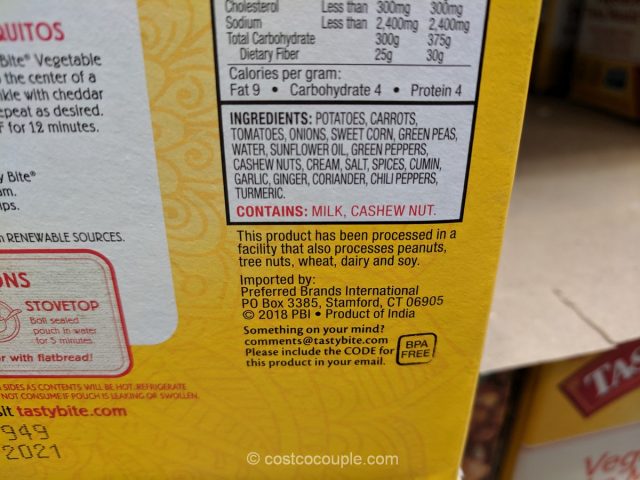 Cholesterol Less than 300mg 300mg
Sodium Less than 2,400mg 2,400mg
Total Carbohydrate 300g 375g
Dietary Fiber 25g 30g
Calories per gram:
Fat 9 • Carbohydrate 4 • Protein 4
INGREDIENTS: POTATOES, CARROTS,
TOMATOES, ONIONS, SWEET CORN, GREEN PEAS,
WATER, SUNFLOWER OIL, GREEN PEPPERS,
CASHEW NUTS, CREAM, SALT, SPICES, CUMIN,
GARLIC, GINGER, CORIANDER, CHILI PEPPERS,
TURMERIC.
CONTAINS: MILK, CASHEW NUT.
This product has been processed in a
facility that also processes peanuts,
tree nuts, wheat, dairy and soy.
Imported by:
Preferred Brands International
PO Box 3385, Stamford, CT 06905
© 2018 PBI • Product of India
Something on your mind?
comments@tastybite.com
Please include the CODE for
this product in your email.
BPA
FREE
QUITOS
Bite® Vegetable
the center of a
kle with cheddar
epeat as desired.
F for 12 minutes.
y Bite®
am.
ips.
RENEWABLE SOURCES.
ONS
STOVETOP
Boil sealed
pouch in water
for 5 minutes
or with flatbread!
SIDES AS CONTENTS WILL BE HOT. REFRIGERATE
NOT CONSUME IF POUCH IS LEAKING OR SWOLLEN.
sit tastybite.com
949
2021
TAS
Veg
© costcocouple.com